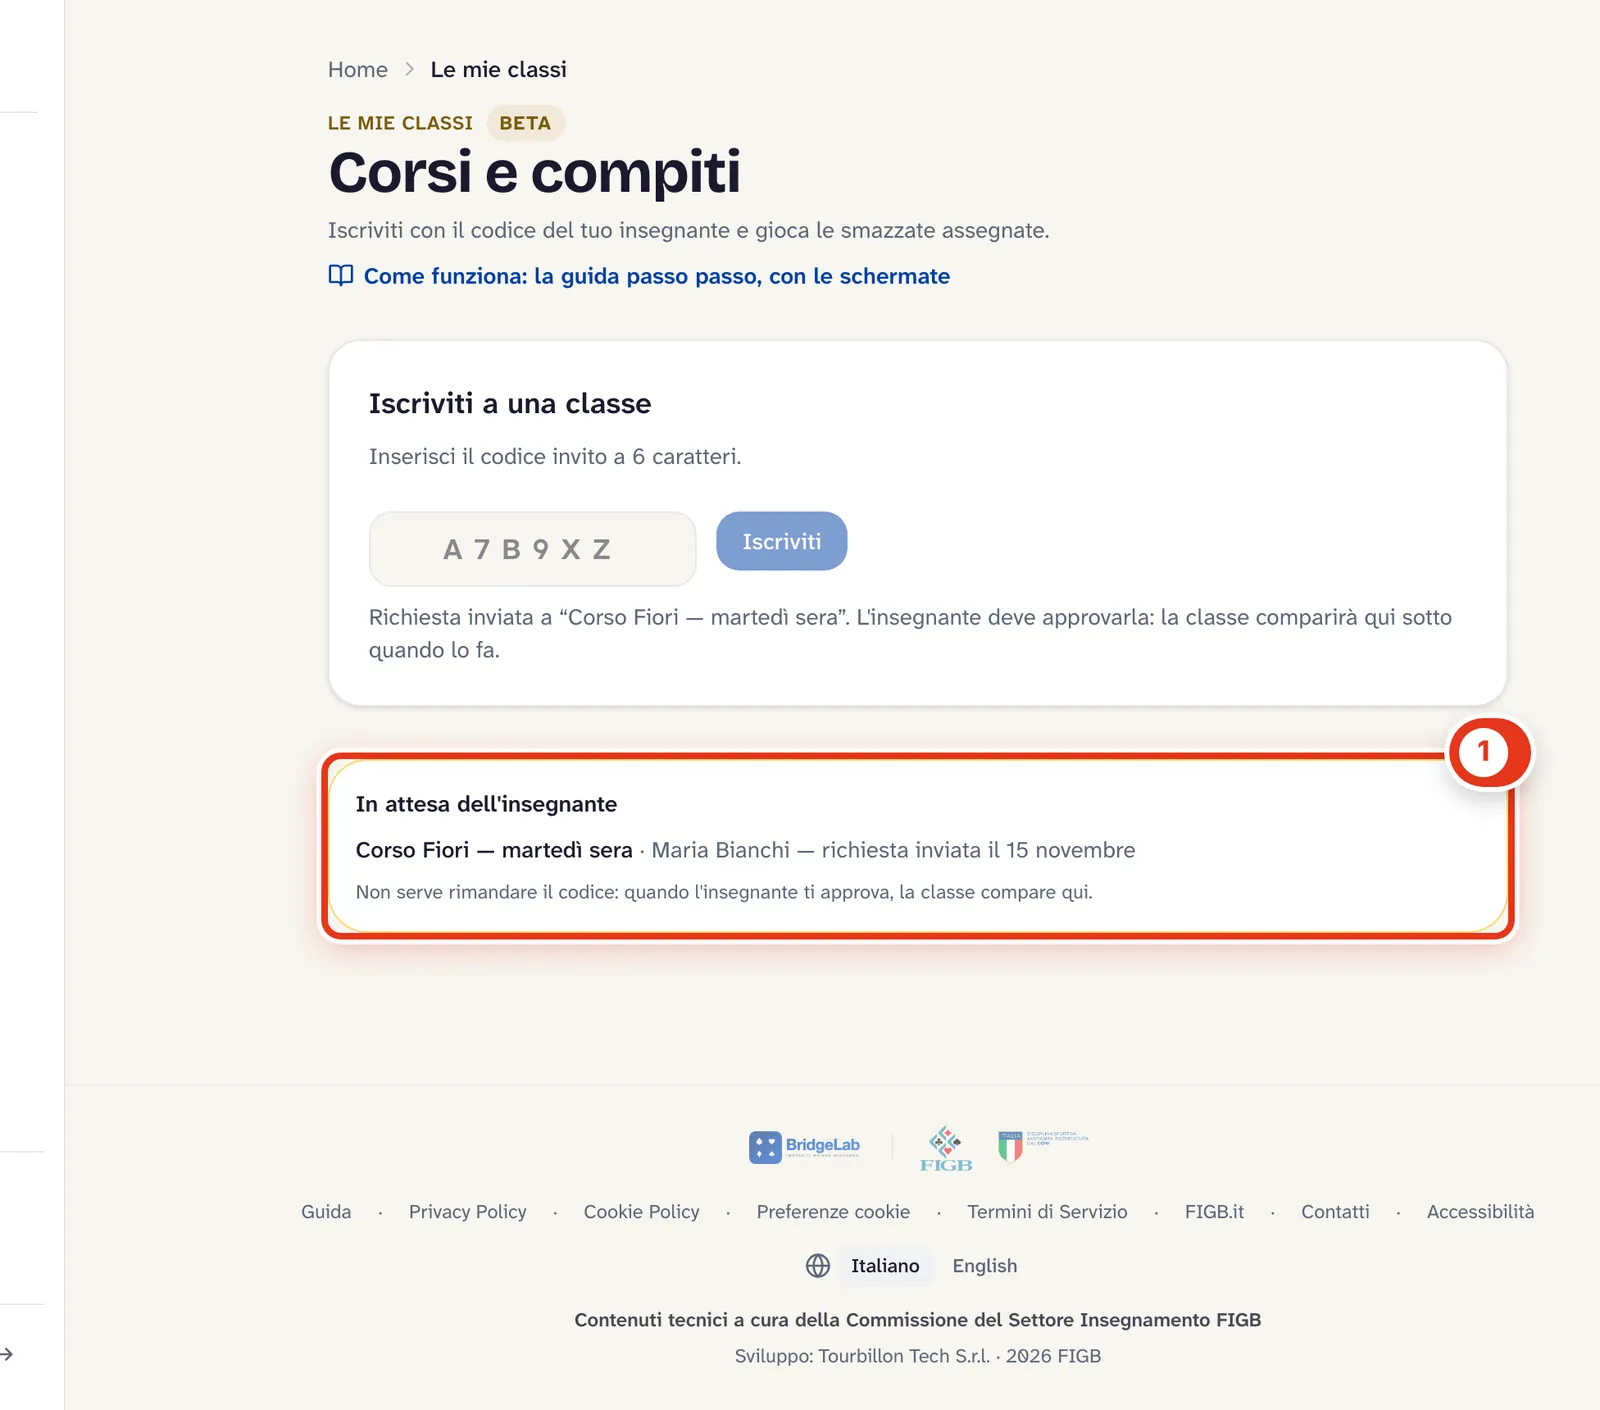 Home > Le mie classi
LE MIE CLASSI BETA
Corsi e compiti
Iscriviti con il codice del tuo insegnante e gioca le smazzate assegnate.
Come funziona: la guida passo passo, con le schermate
Iscriviti a una classe
Inserisci il codice invito a 6 caratteri.
A7B9XZ Iscriviti
Richiesta inviata a “Corso Fiori — martedì sera”. L'insegnante deve approvarla: la classe comparirà qui sotto
quando lo fa.
1
In attesa dell'insegnante
Corso Fiori — martedì sera · Maria Bianchi — richiesta inviata il 15 novembre
Non serve rimandare il codice: quando l'insegnante ti approva, la classe compare qui.
BridgeLab
FIGB
ITALIA
Guida · Privacy Policy · Cookie Policy · Preferenze cookie · Termini di Servizio · FIGB.it · Contatti · Accessibilità
Italiano English
Contenuti tecnici a cura della Commissione del Settore Insegnamento FIGB
Sviluppo: Tourbillon Tech S.r.l. · 2026 FIGB